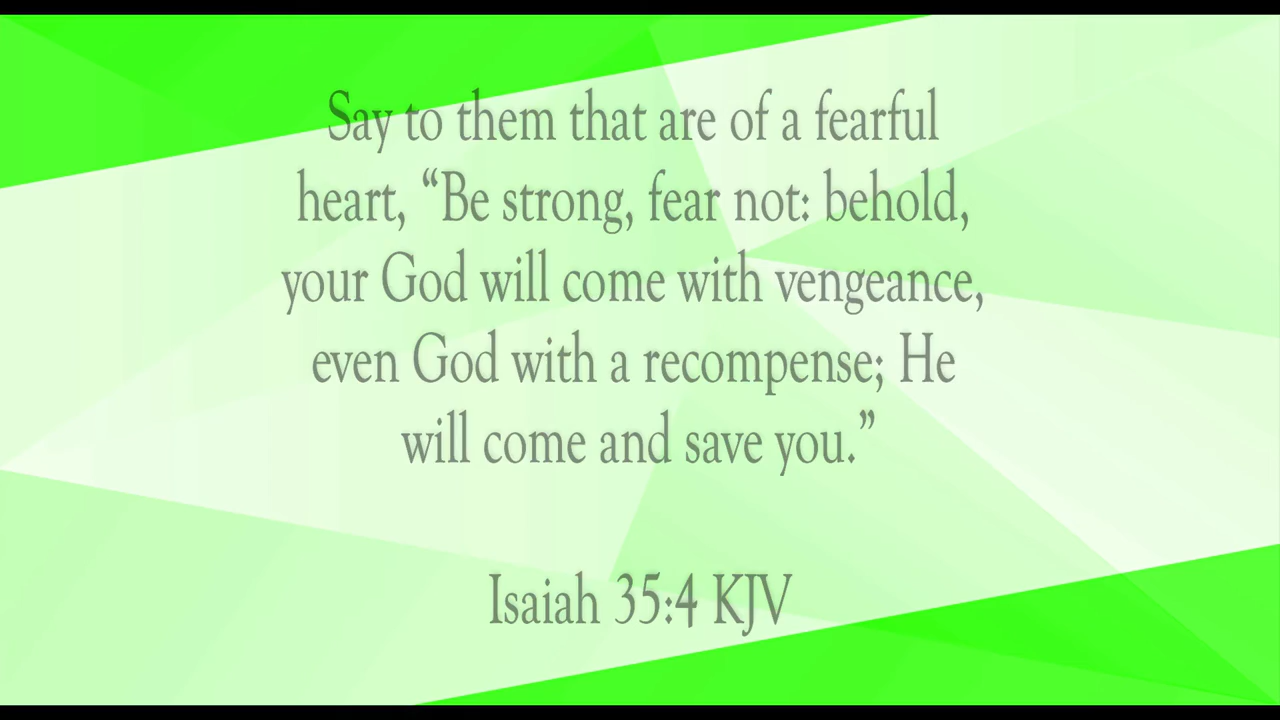 Say to them that are of a fearful
heart, “Be strong, fear not: behold,
your God will come with vengeance,
even God with a recompense; He
will come and save you.”
Isaiah 35:4 KJV